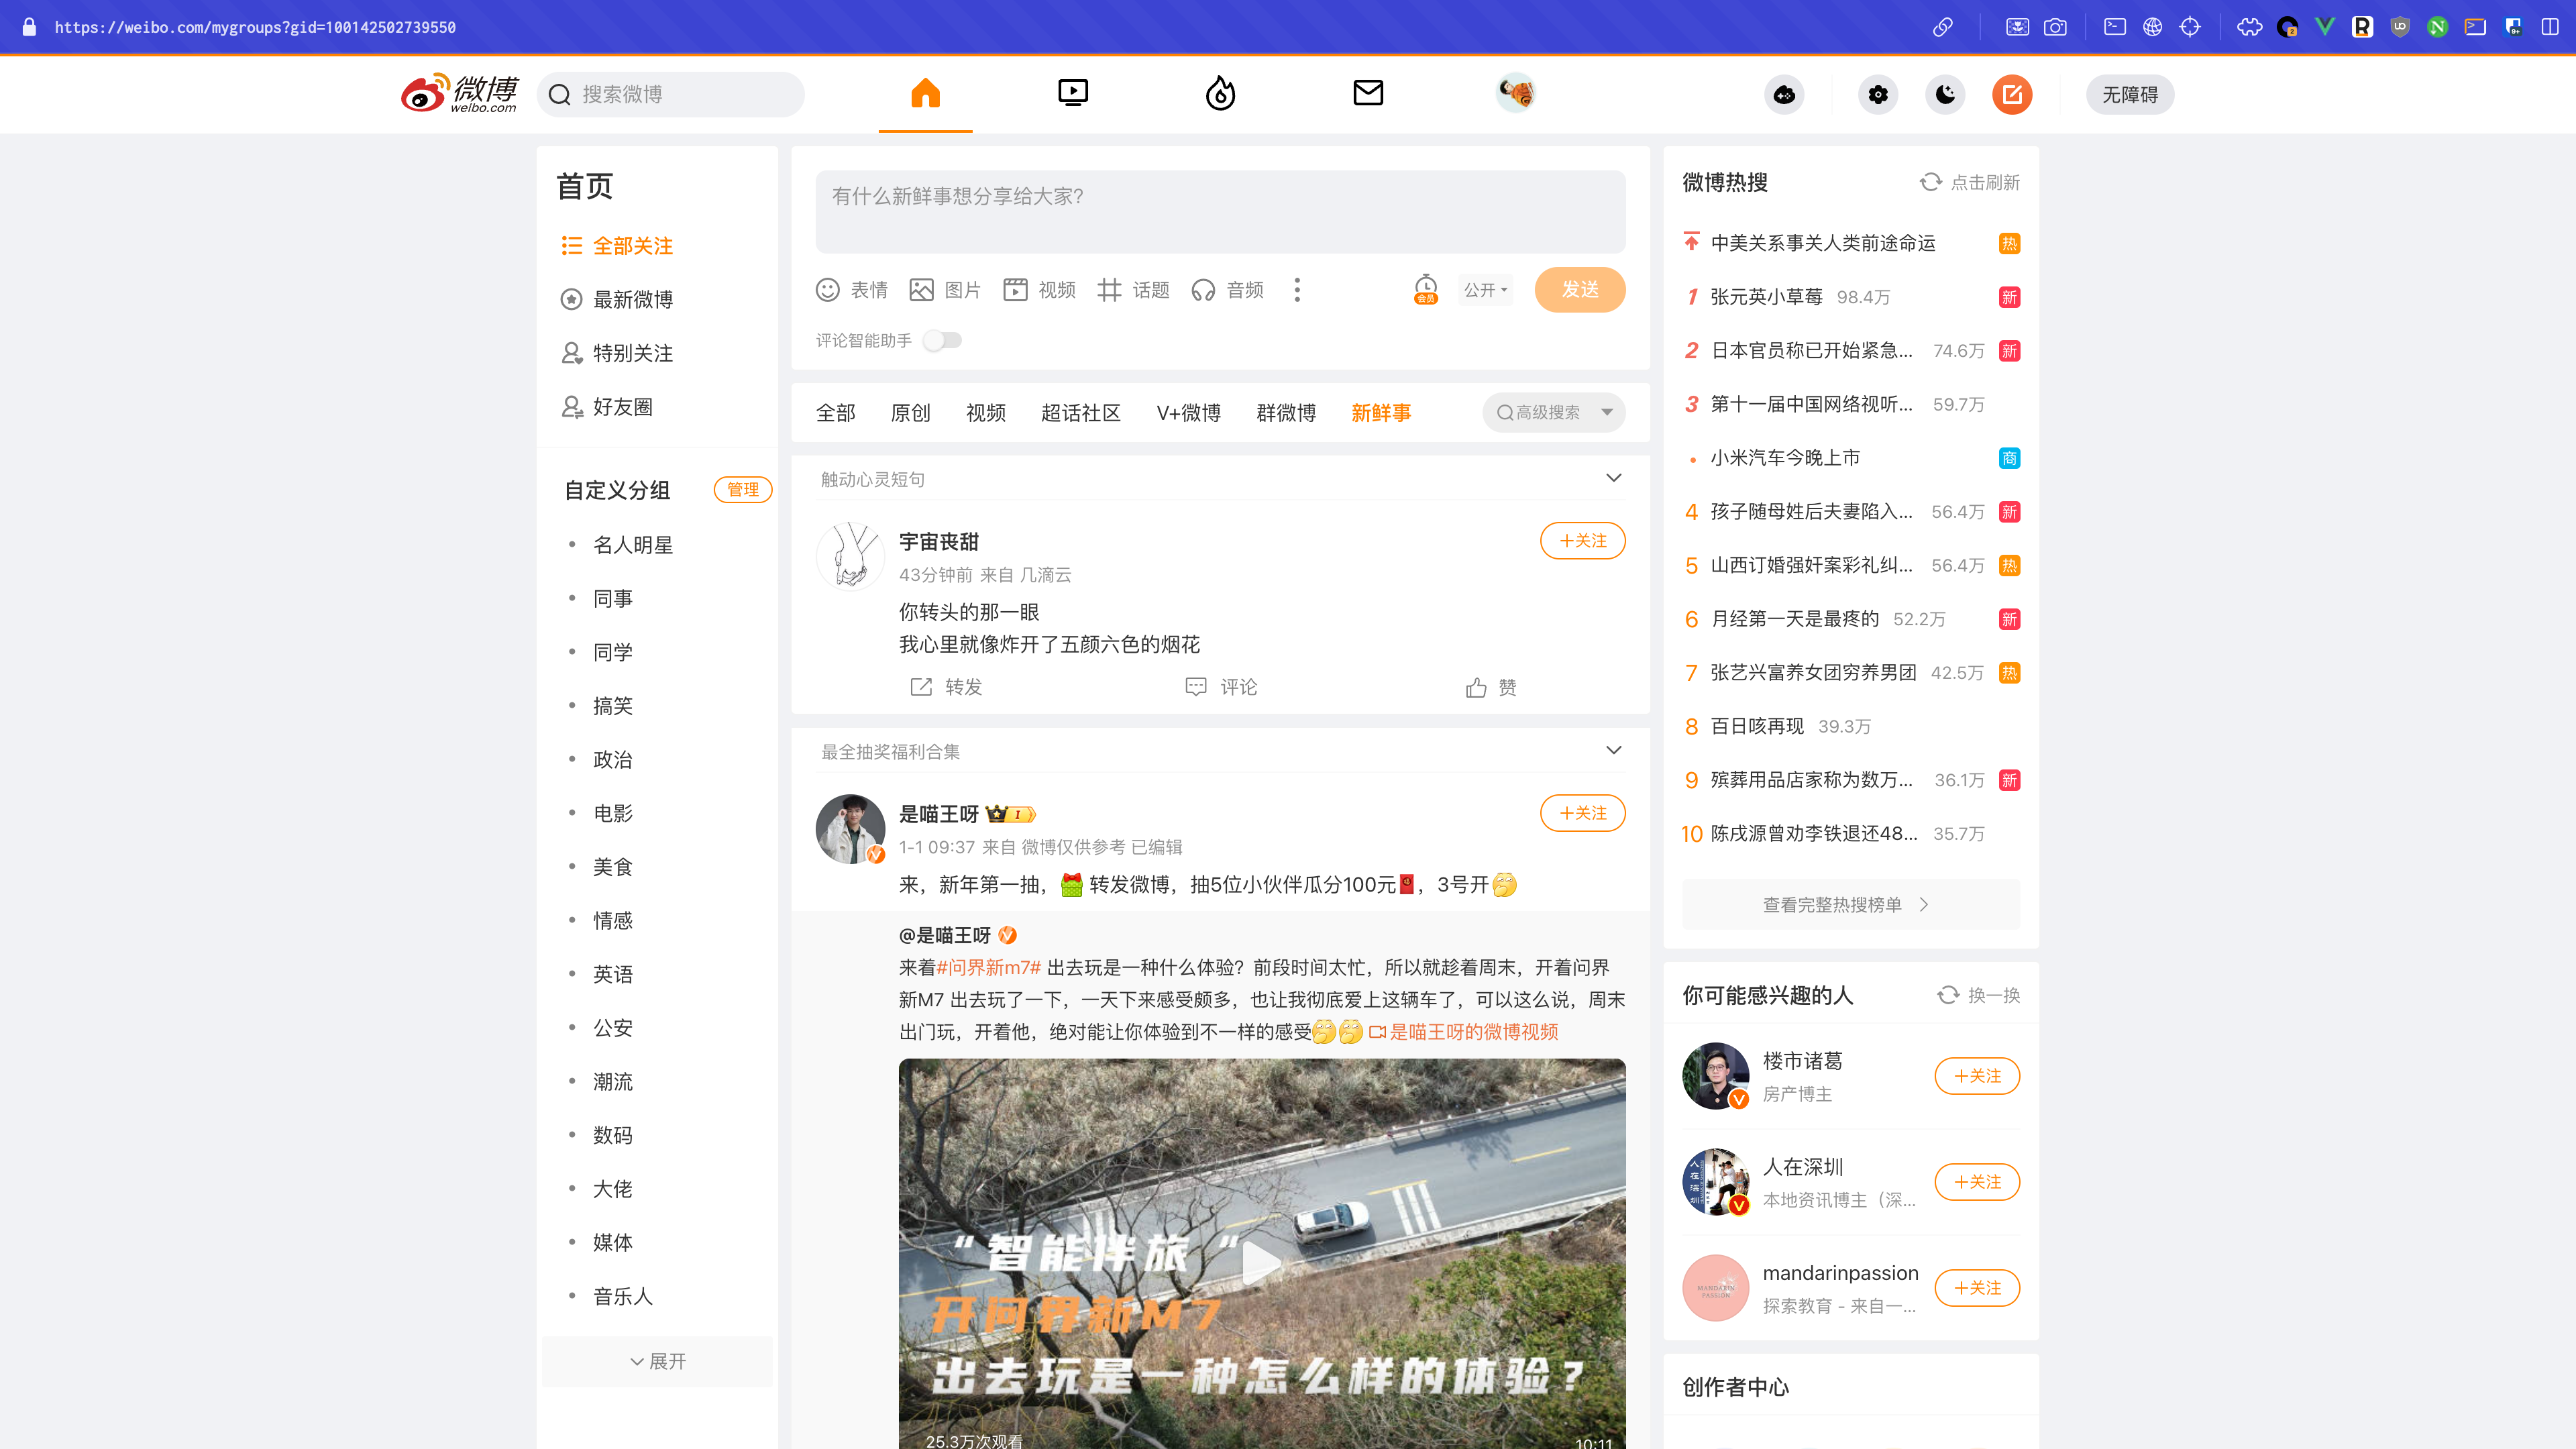 https://weibo.com/mygroups?gid=100142502739550
微博
weibo.com
搜索微博
无障碍
首页
全部关注
最新微博
特别关注
好友圈
自定义分组
管理
名人明星
同事
同学
搞笑
政治
电影
美食
情感
英语
公安
潮流
数码
大佬
媒体
音乐人
展开
有什么新鲜事想分享给大家?
表情
图片
视频
话题
音频
会员
公开
发送
评论智能助手
全部
原创
视频
超话社区
V+微博
群微博
新鲜事
高级搜索
触动心灵短句
宇宙丧甜
+关注
43分钟前 来自 几滴云
你转头的那一眼
我心里就像炸开了五颜六色的烟花
转发
评论
赞
最全抽奖福利合集
是喵王呀
I
+关注
1-1 09:37 来自 微博仅供参考 已编辑
来，新年第一抽， 转发微博，抽5位小伙伴瓜分100元 ，3号开
@是喵王呀
来着#问界新m7# 出去玩是一种什么体验？前段时间太忙，所以就趁着周末，开着问界
新M7 出去玩了一下，一天下来感受颇多，也让我彻底爱上这辆车了，可以这么说，周末
出门玩，开着他，绝对能让你体验到不一样的感受 是喵王呀的微博视频
“智能伴旅“
开问界新M7
出去玩是一种怎么样的体验？
25.3万次观看
10:11
微博热搜
点击刷新
中美关系事关人类前途命运 热
1 张元英小草莓 98.4万 新
2 日本官员称已开始紧急... 74.6万 新
3 第十一届中国网络视听... 59.7万
• 小米汽车今晚上市 商
4 孩子随母姓后夫妻陷入... 56.4万 新
5 山西订婚强奸案彩礼纠... 56.4万 热
6 月经第一天是最疼的 52.2万 新
7 张艺兴富养女团穷养男团 42.5万 热
8 百日咳再现 39.3万
9 殡葬用品店家称为数万... 36.1万 新
10 陈戌源曾劝李铁退还48... 35.7万
查看完整热搜榜单
你可能感兴趣的人
换一换
楼市诸葛
房产博主
+关注
人在深圳
人在深圳
本地资讯博主（深...
+关注
MANDARIN
PASSION
mandarinpassion
探索教育 - 来自一...
+关注
创作者中心